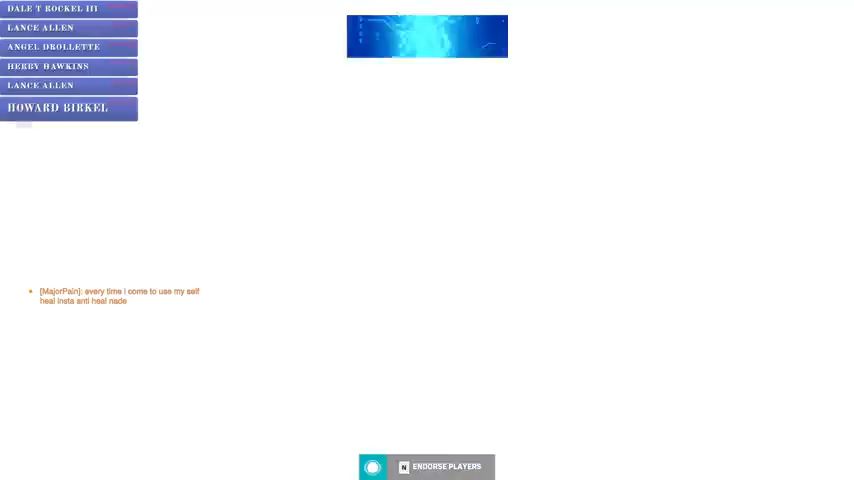 DALE T ROCKEL III
LANCE ALLEN
ANGEL DROLLETTE
HERBY HAWKINS
LANCE ALLEN
HOWARD BIRKEL
[MajorPain]: every time i come to use my self
heal insta anti heal nade
N ENDORSE PLAYERS